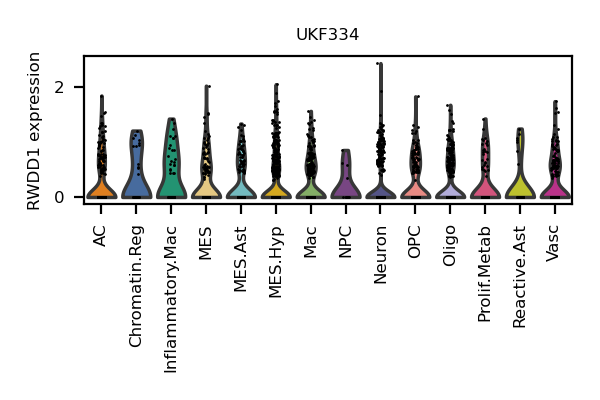 UKF334
RWDD1 expression
2
0
AC
Chromatin.Reg
Inflammatory.Mac
MES
MES.Ast
MES.Hyp
Mac
NPC
Neuron
OPC
Oligo
Prolif.Metab
Reactive.Ast
Vasc